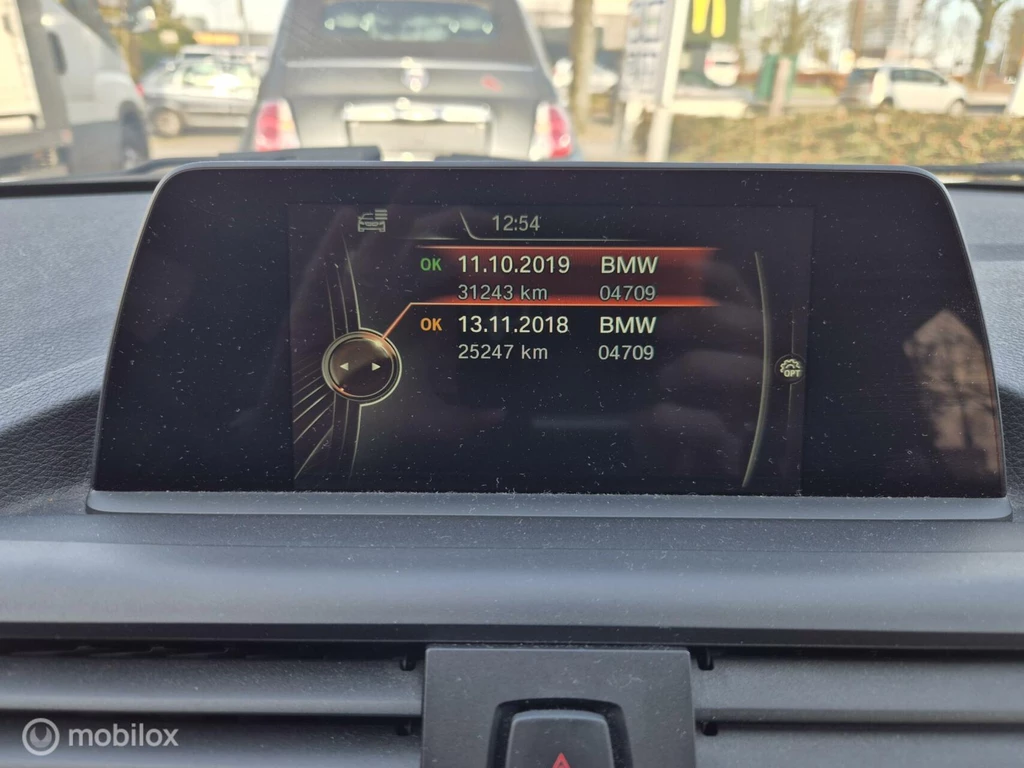 12:54
OK 11.10.2019 BMW
31243 km 04709
OK 13.11.2018 BMW
25247 km 04709
OPT
mobilox